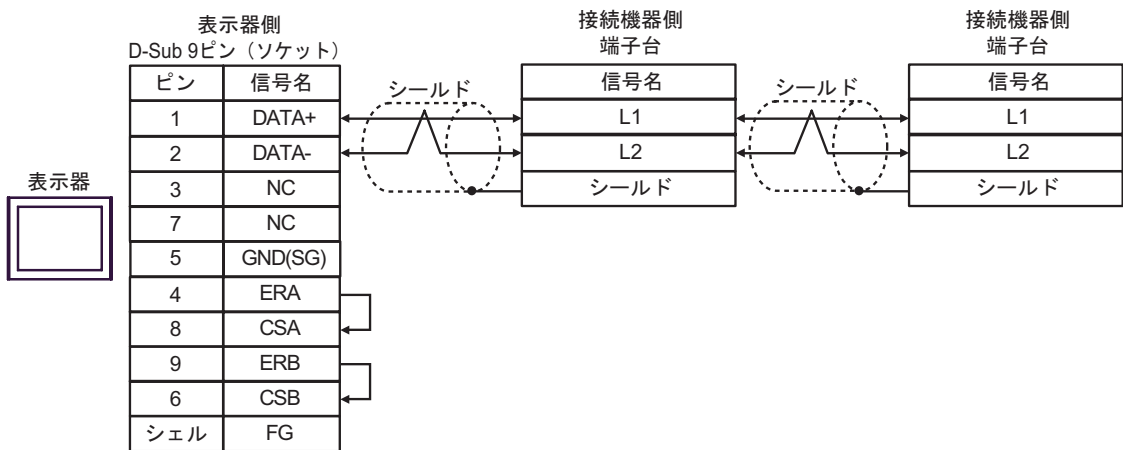 表示器側
D-Sub 9ピン（ソケット）
ピン 信号名
1 DATA+
2 DATA-
3 NC
7 NC
5 GND(SG)
4 ERA
8 CSA
9 ERB
6 CSB
シェル FG
表示器
シールド
接続機器側
端子台
信号名
L1
L2
シールド
シールド
接続機器側
端子台
信号名
L1
L2
シールド